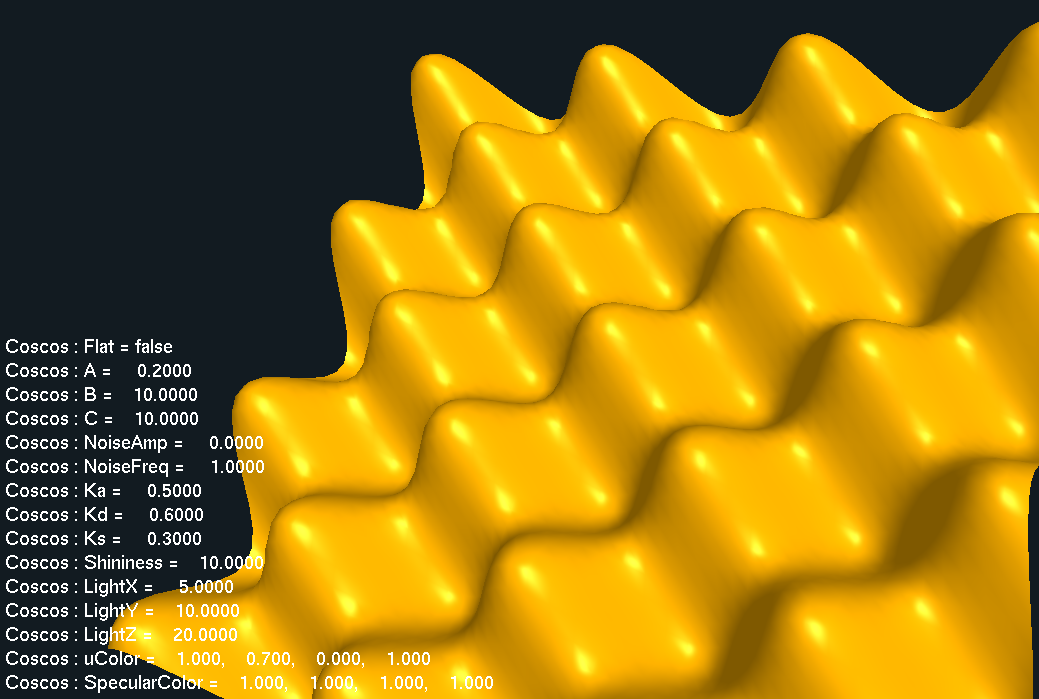 Coscos : Flat = false
Coscos : A = 0.2000
Coscos : B = 10.0000
Coscos : C = 10.0000
Coscos : NoiseAmp = 0.0000
Coscos : NoiseFreq = 1.0000
Coscos : Ka = 0.5000
Coscos : Kd = 0.6000
Coscos : Ks = 0.3000
Coscos : Shininess = 10.0000
Coscos : LightX = 5.0000
Coscos : LightY = 10.0000
Coscos : LightZ = 20.0000
Coscos : uColor = 1.000, 0.700, 0.000, 1.000
Coscos : SpecularColor = 1.000, 1.000, 1.000, 1.000